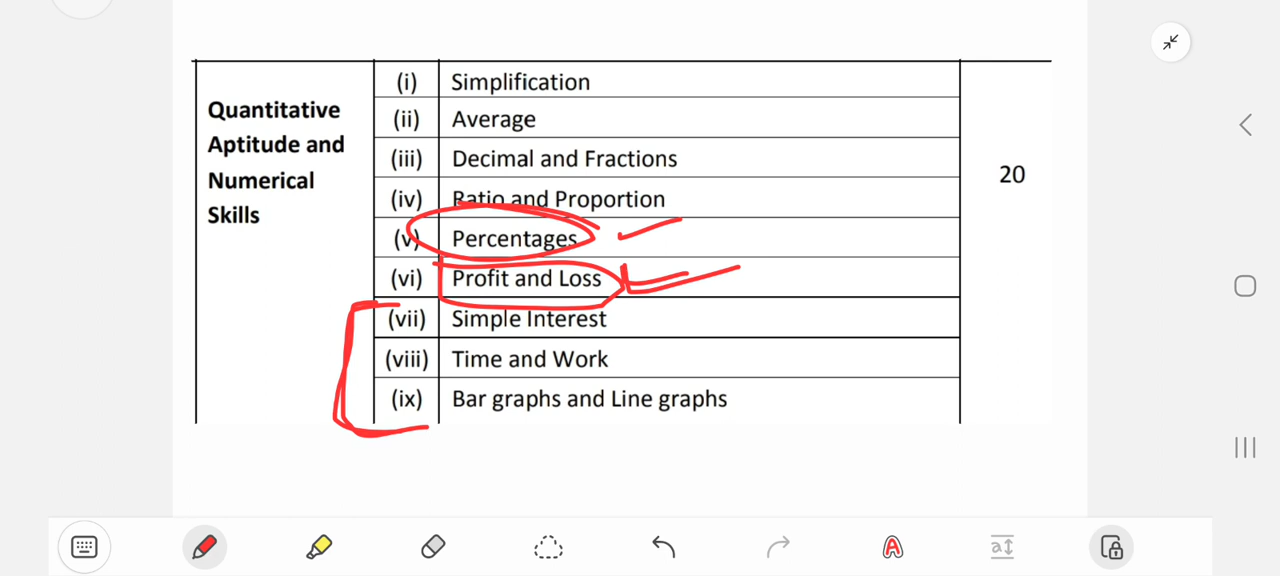 Quantitative
Aptitude and
Numerical
Skills
(i) Simplification
(ii) Average
(iii) Decimal and Fractions
(iv) Ratio and Proportion
(v) Percentages
(vi) Profit and Loss
(vii) Simple Interest
(viii) Time and Work
(ix) Bar graphs and Line graphs
20
A
a